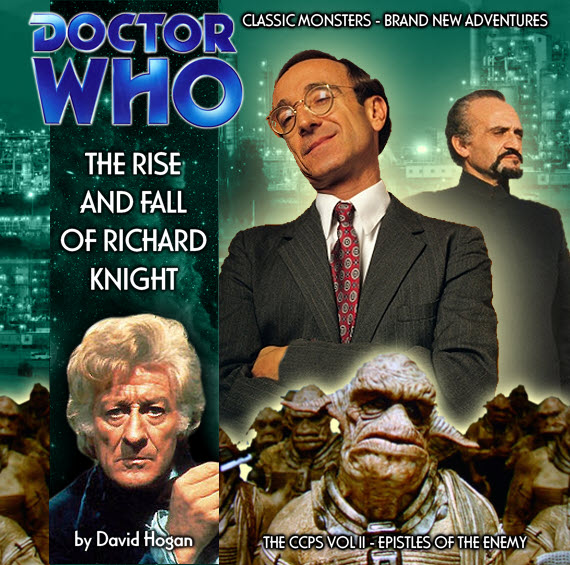 DOCTOR
WHO
CLASSIC MONSTERS - BRAND NEW ADVENTURES
THE RISE
AND FALL
OF RICHARD
KNIGHT
by David Hogan
THE CCPS VOL II - EPISTLES OF THE ENEMY